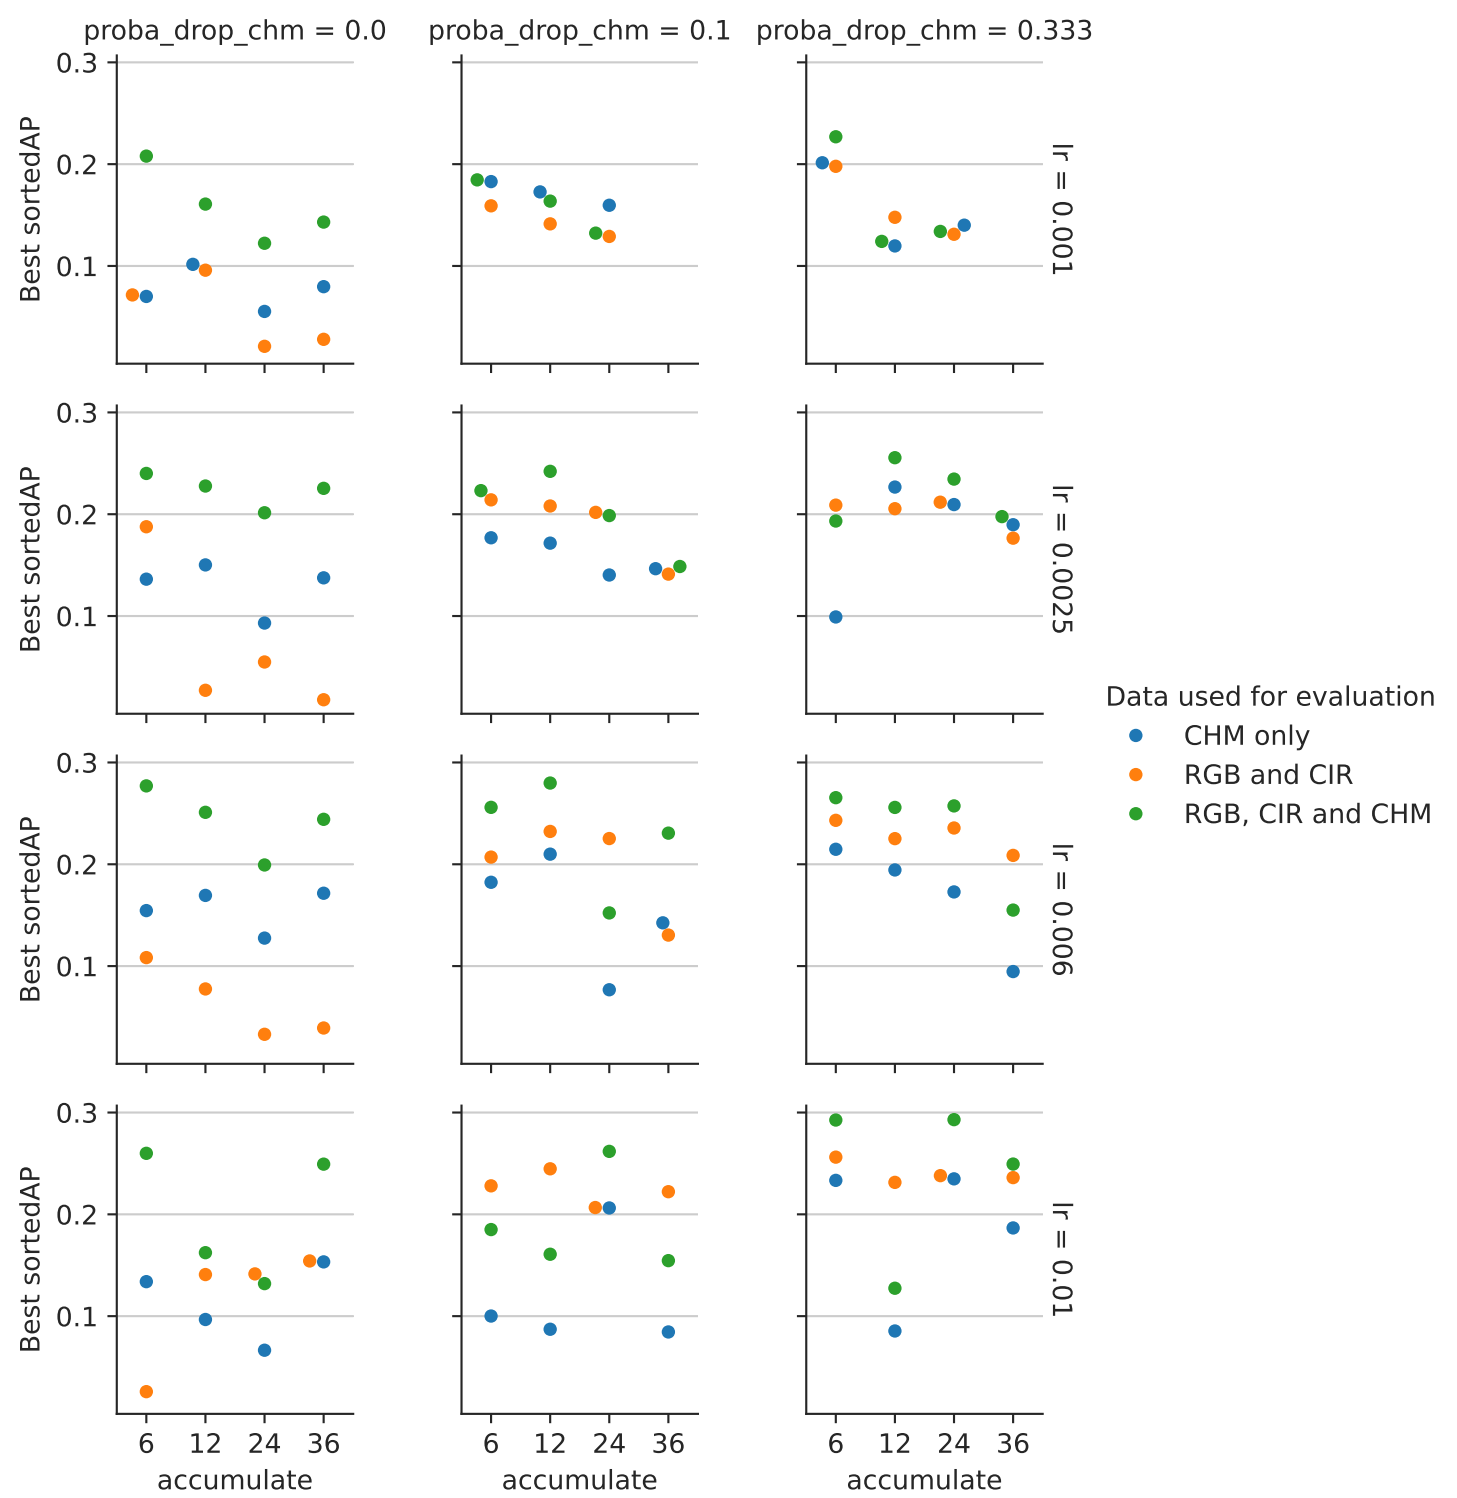 proba_drop_chm = 0.0
proba_drop_chm = 0.1
proba_drop_chm = 0.333
0.3
0.2
0.1
Best sortedAP
lr = 0.001
0.3
0.2
0.1
Best sortedAP
lr = 0.0025
Data used for evaluation
CHM only
RGB and CIR
RGB, CIR and CHM
0.3
0.2
0.1
Best sortedAP
lr = 0.006
0.3
0.2
0.1
Best sortedAP
lr = 0.01
6 12 24 36
6 12 24 36
6 12 24 36
accumulate
accumulate
accumulate